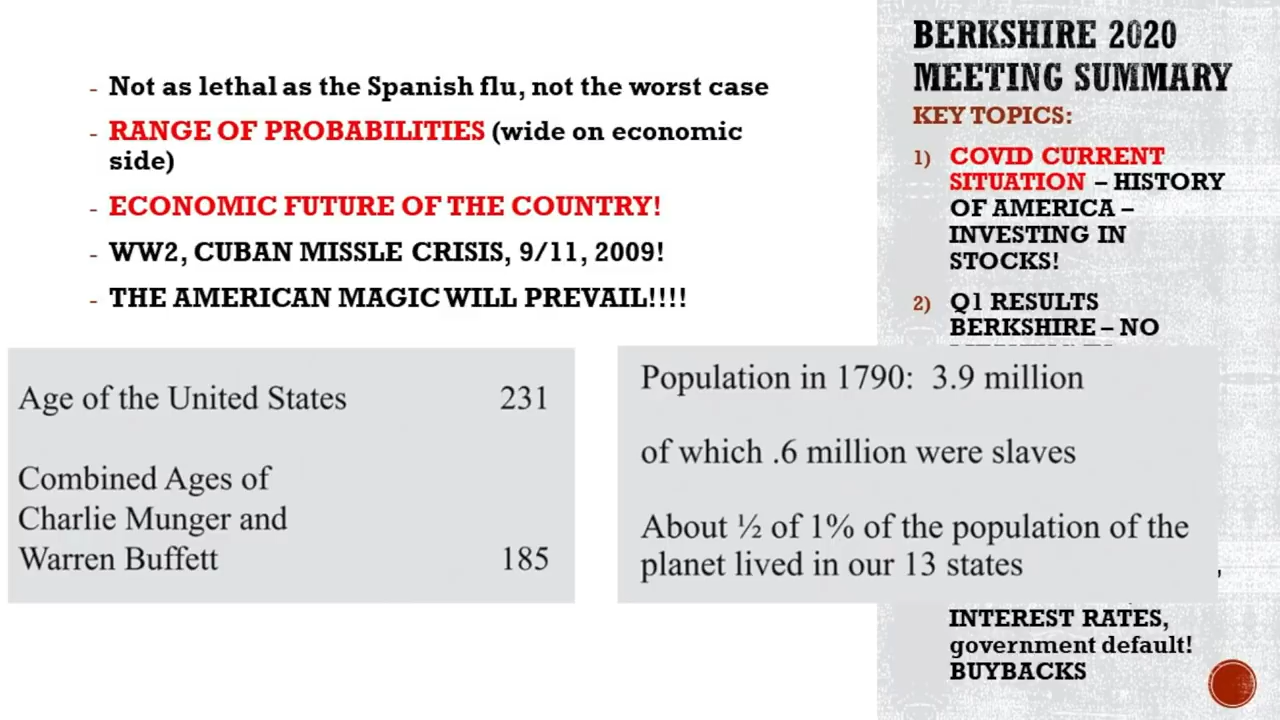 - Not as lethal as the Spanish flu, not the worst case
- RANGE OF PROBABILITIES (wide on economic
side)
- ECONOMIC FUTURE OF THE COUNTRY!
- WW2, CUBAN MISSLE CRISIS, 9/11, 2009!
- THE AMERICAN MAGIC WILL PREVAIL!!!!
Age of the United States 231
Combined Ages of
Charlie Munger and
Warren Buffett 185
Population in 1790: 3.9 million
of which .6 million were slaves
About ½ of 1% of the population of the
planet lived in our 13 states
BERKSHIRE 2020
MEETING SUMMARY
KEY TOPICS:
1) COVID CURRENT
SITUATION – HISTORY
OF AMERICA –
INVESTING IN
STOCKS!
2) Q1 RESULTS
BERKSHIRE – NO
INTEREST RATES,
government default!
BUYBACKS